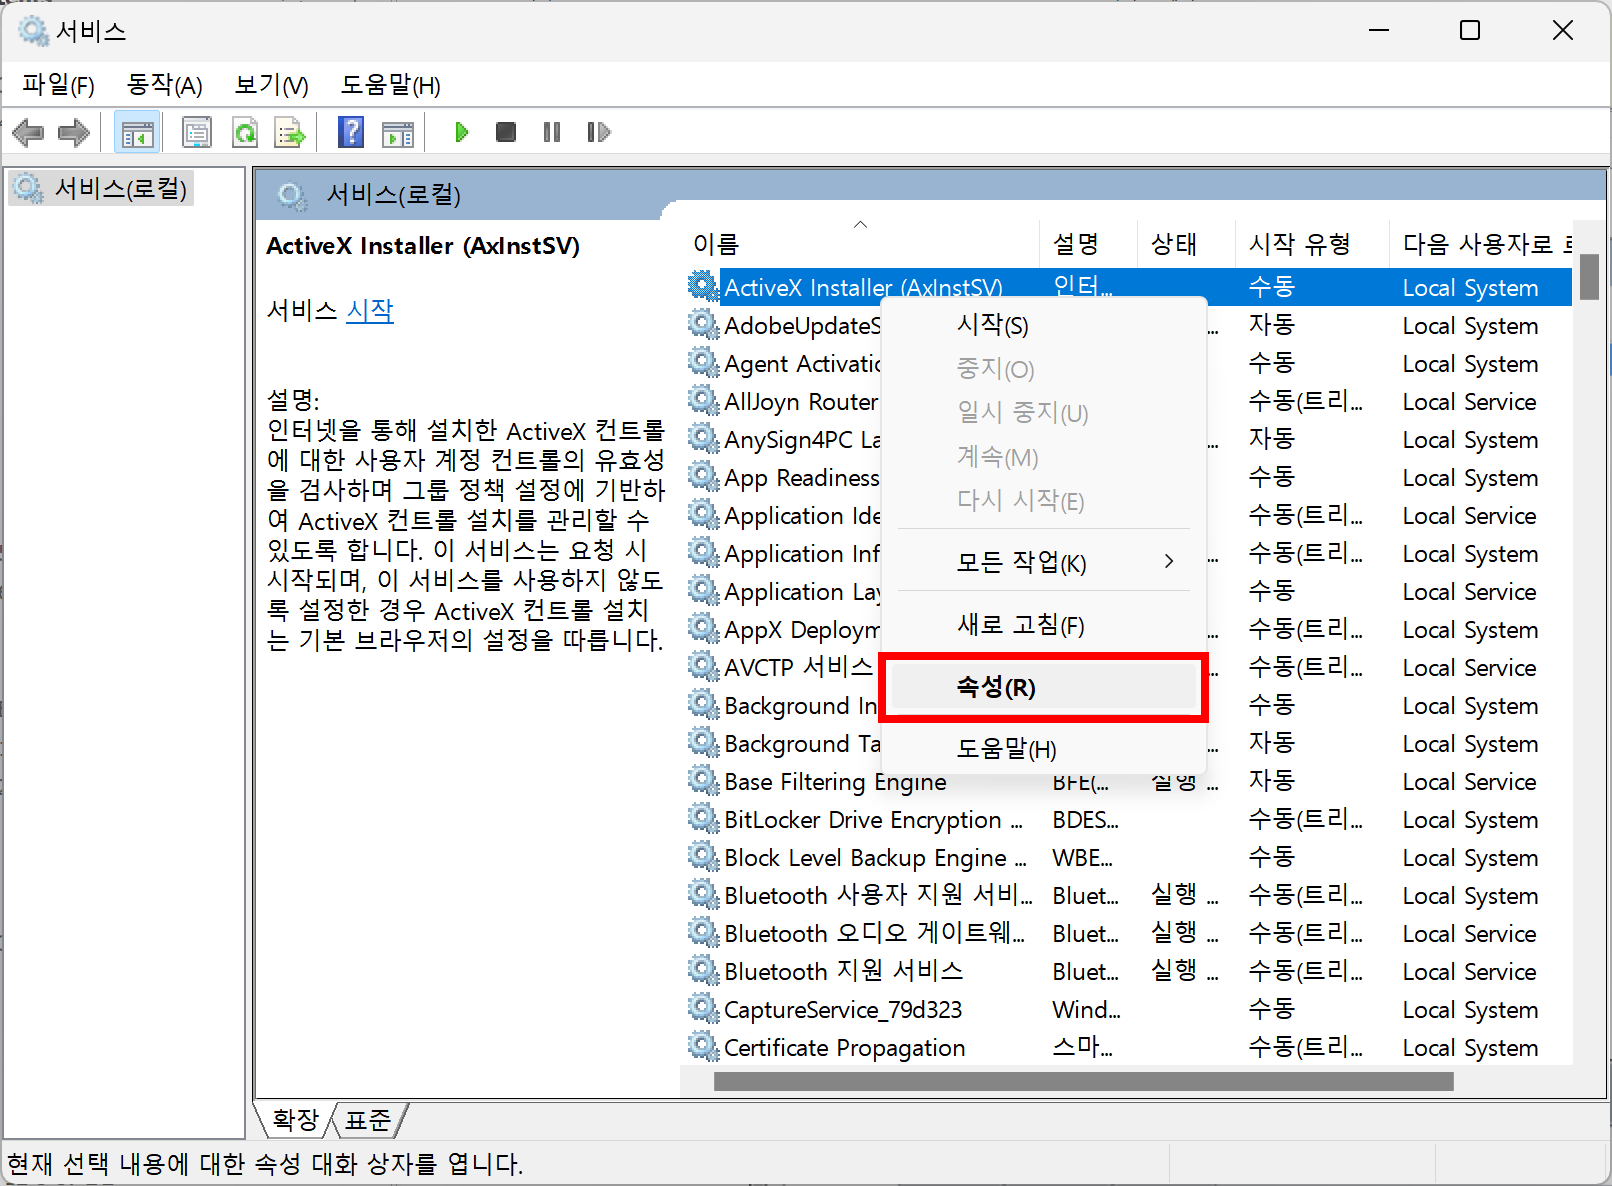 서비스
파일(F) 동작(A) 보기(V) 도움말(H)
서비스(로컬)
서비스(로컬)
ActiveX Installer (AxInstSV)
서비스 시작
설명:
인터넷을 통해 설치한 ActiveX 컨트롤
에 대한 사용자 계정 컨트롤의 유효성
을 검사하며 그룹 정책 설정에 기반하
여 ActiveX 컨트롤 설치를 관리할 수
있도록 합니다. 이 서비스는 요청 시
시작되며, 이 서비스를 사용하지 않도
록 설정한 경우 ActiveX 컨트롤 설치
는 기본 브라우저의 설정을 따릅니다.
이름 설명 상태 시작 유형 다음 사용자로
ActiveX Installer (AxInstSV) 인터... 수동 Local System
AdobeUpdateS ... 자동 Local System
Agent Activatio 수동 Local System
AllJoyn Router 수동(트리... Local Service
AnySign4PC La ... 자동 Local System
App Readiness 수동 Local System
Application Ide 수동(트리... Local Service
Application Inf ... 수동(트리... Local System
Application Lay 수동 Local Service
AppX Deploym ... 수동(트리... Local System
AVCTP 서비스 ... 수동(트리... Local Service
Background In 수동 Local System
Background Ta ... 자동 Local System
Base Filtering Engine BFE(... 실행 ... 자동 Local Service
BitLocker Drive Encryption ... BDES... 수동(트리... Local System
Block Level Backup Engine ... WBE... 수동 Local System
Bluetooth 사용자 지원 서비... Bluet... 실행 ... 수동(트리... Local System
Bluetooth 오디오 게이트웨... Bluet... 실행 ... 수동(트리... Local Service
Bluetooth 지원 서비스 Bluet... 실행 ... 수동(트리... Local Service
CaptureService_79d323 Wind... 수동 Local System
Certificate Propagation 스마... 수동(트리... Local System
시작(S)
중지(O)
일시 중지(U)
계속(M)
다시 시작(E)
모든 작업(K)
새로 고침(F)
속성(R)
도움말(H)
확장 표준
현재 선택 내용에 대한 속성 대화 상자를 엽니다.